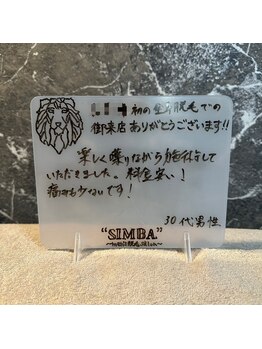 初の全身脱毛での
御来店ありがとうございます!!
楽しく喋りながら施術して
いただきました。料金安い!
痛みも少ないです!
30代男性
"SIMBA"